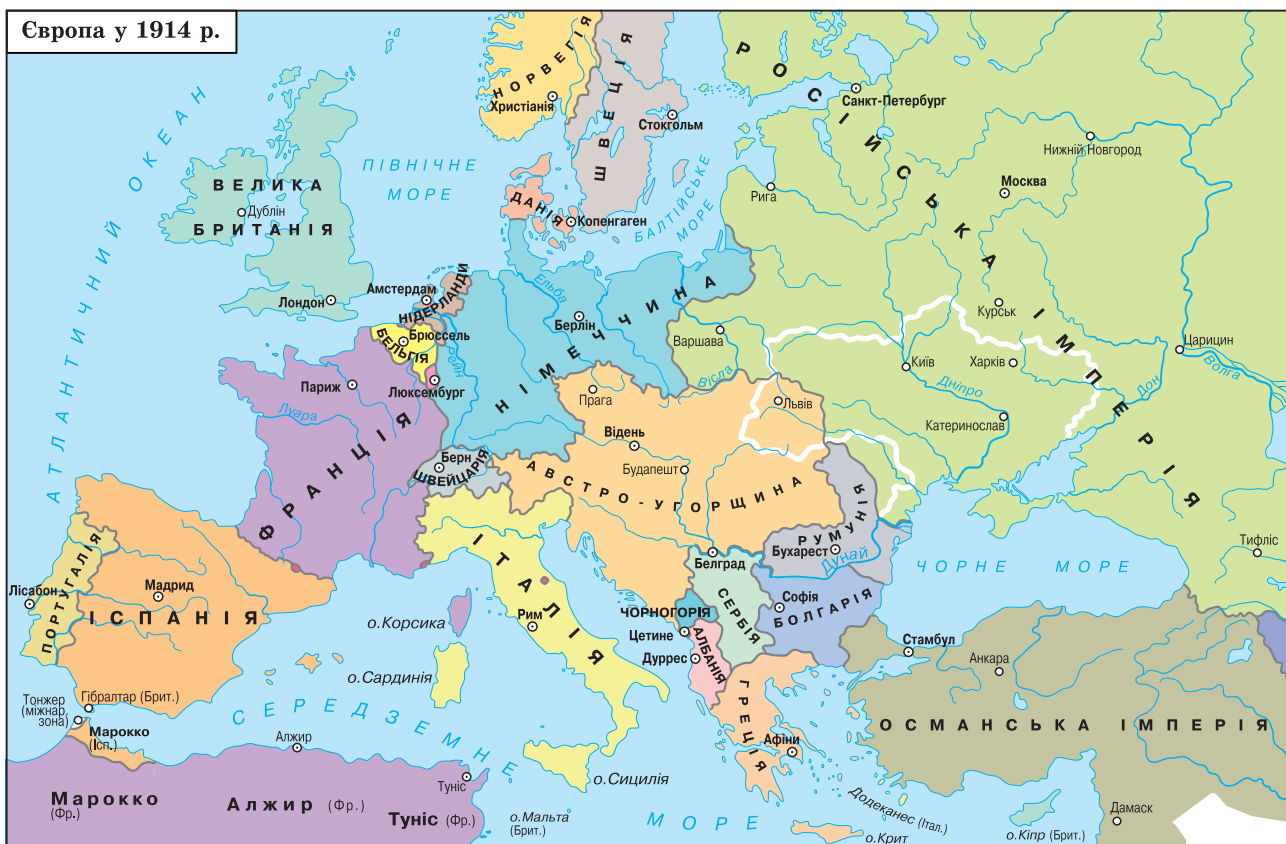 Європа у 1914 р.
АТЛАНТИЧНИЙ ОКЕАН
ПІВНІЧНЕ
МОРЕ
БАЛТІЙСЬКЕ
МОРЕ
НОРВЕГІЯ
Христіанія
ШВЕЦІЯ
Стокгольм
РОСІЙСЬКА ІМПЕРІЯ
Санкт-Петербург
Нижній Новгород
Москва
Рига
ВЕЛИКА
БРИТАНІЯ
Дублін
Лондон
ДАНІЯ
Копенгаген
Амстердам
НІДЕРЛАНДИ
Брюссель
БЕЛЬГІЯ
Люксембург
Рейн
Ельба
Берлін
НІМЕЧЧИНА
Варшава
Вісла
Курськ
Київ
Харків
Царицин
Волга
Дон
Дніпро
Катеринослав
Львів
Париж
Луара
ФРАНЦІЯ
Прага
Відень
Будапешт
АВСТРО-УГОРЩИНА
Берн
ШВЕЙЦАРІЯ
РУМУНІЯ
Бухарест
Дунай
Белград
СЕРБІЯ
Софія
БОЛГАРІЯ
ЧОРНЕ МОРЕ
Тифліс
ІТАЛІЯ
Рим
ЧОРНОГОРІЯ
Цетине
АЛБАНІЯ
Дуррес
ГРЕЦІЯ
Афіни
Стамбул
Анкара
ОСМАНСЬКА ІМПЕРІЯ
Дамаск
ПОРТУГАЛІЯ
Лісабон
Мадрид
ІСПАНІЯ
о.Корсика
о.Сардинія
о.Сицилія
Гібралтар (Брит.)
Тонжер
(міжнар.
зона)
Марокко
(Ісп.)
СЕРЕДЗЕМНЕ
МОРЕ
Алжир
Туніс
Марокко
(Фр.)
Алжир (Фр.)
Туніс (Фр.)
о.Мальта
(Брит.)
Додеканес (Італ.)
о.Крит
о.Кіпр (Брит.)